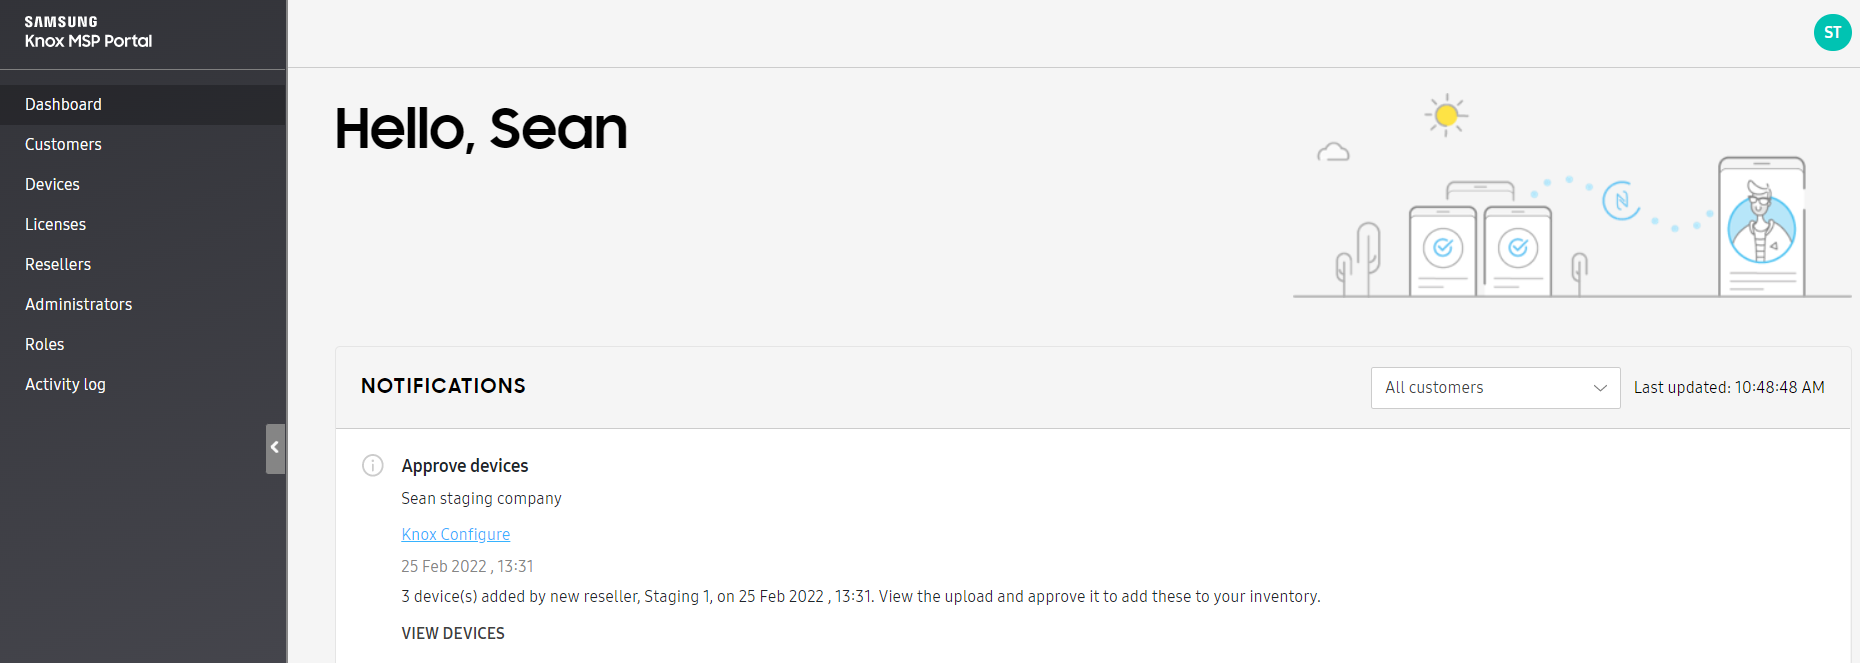 SAMSUNG
Knox MSP Portal
Dashboard
Customers
Devices
Licenses
Resellers
Administrators
Roles
Activity log
ST
Hello, Sean
NOTIFICATIONS
All customers
Last updated: 10:48:48 AM
Approve devices
Sean staging company
Knox Configure
25 Feb 2022 , 13:31
3 device(s) added by new reseller, Staging 1, on 25 Feb 2022 , 13:31. View the upload and approve it to add these to your inventory.
VIEW DEVICES